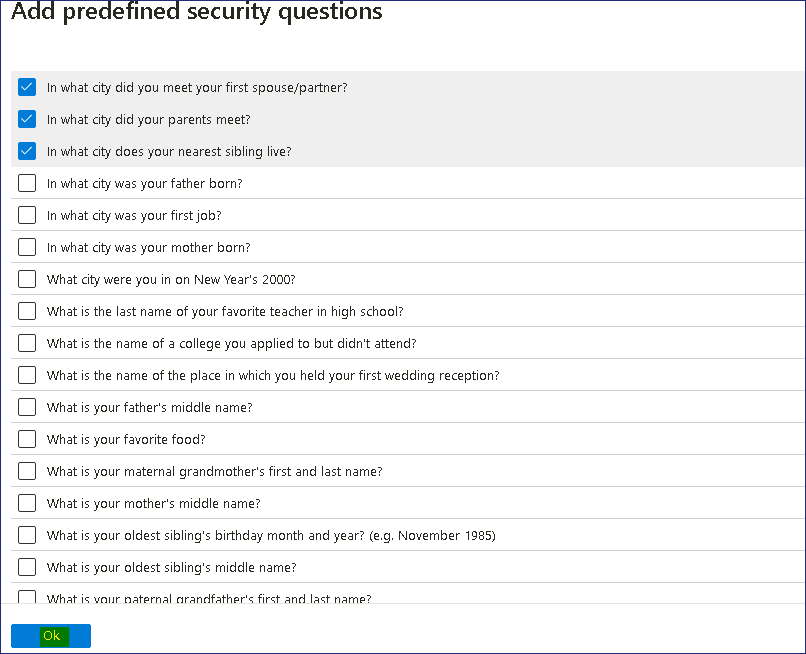 Add predefined security questions
In what city did you meet your first spouse/partner?
In what city did your parents meet?
In what city does your nearest sibling live?
In what city was your father born?
In what city was your first job?
In what city was your mother born?
What city were you in on New Year's 2000?
What is the last name of your favorite teacher in high school?
What is the name of a college you applied to but didn't attend?
What is the name of the place in which you held your first wedding reception?
What is your father's middle name?
What is your favorite food?
What is your maternal grandmother's first and last name?
What is your mother's middle name?
What is your oldest sibling's birthday month and year? (e.g. November 1985)
What is your oldest sibling's middle name?
What is your paternal grandfather's first and last name?
Ok